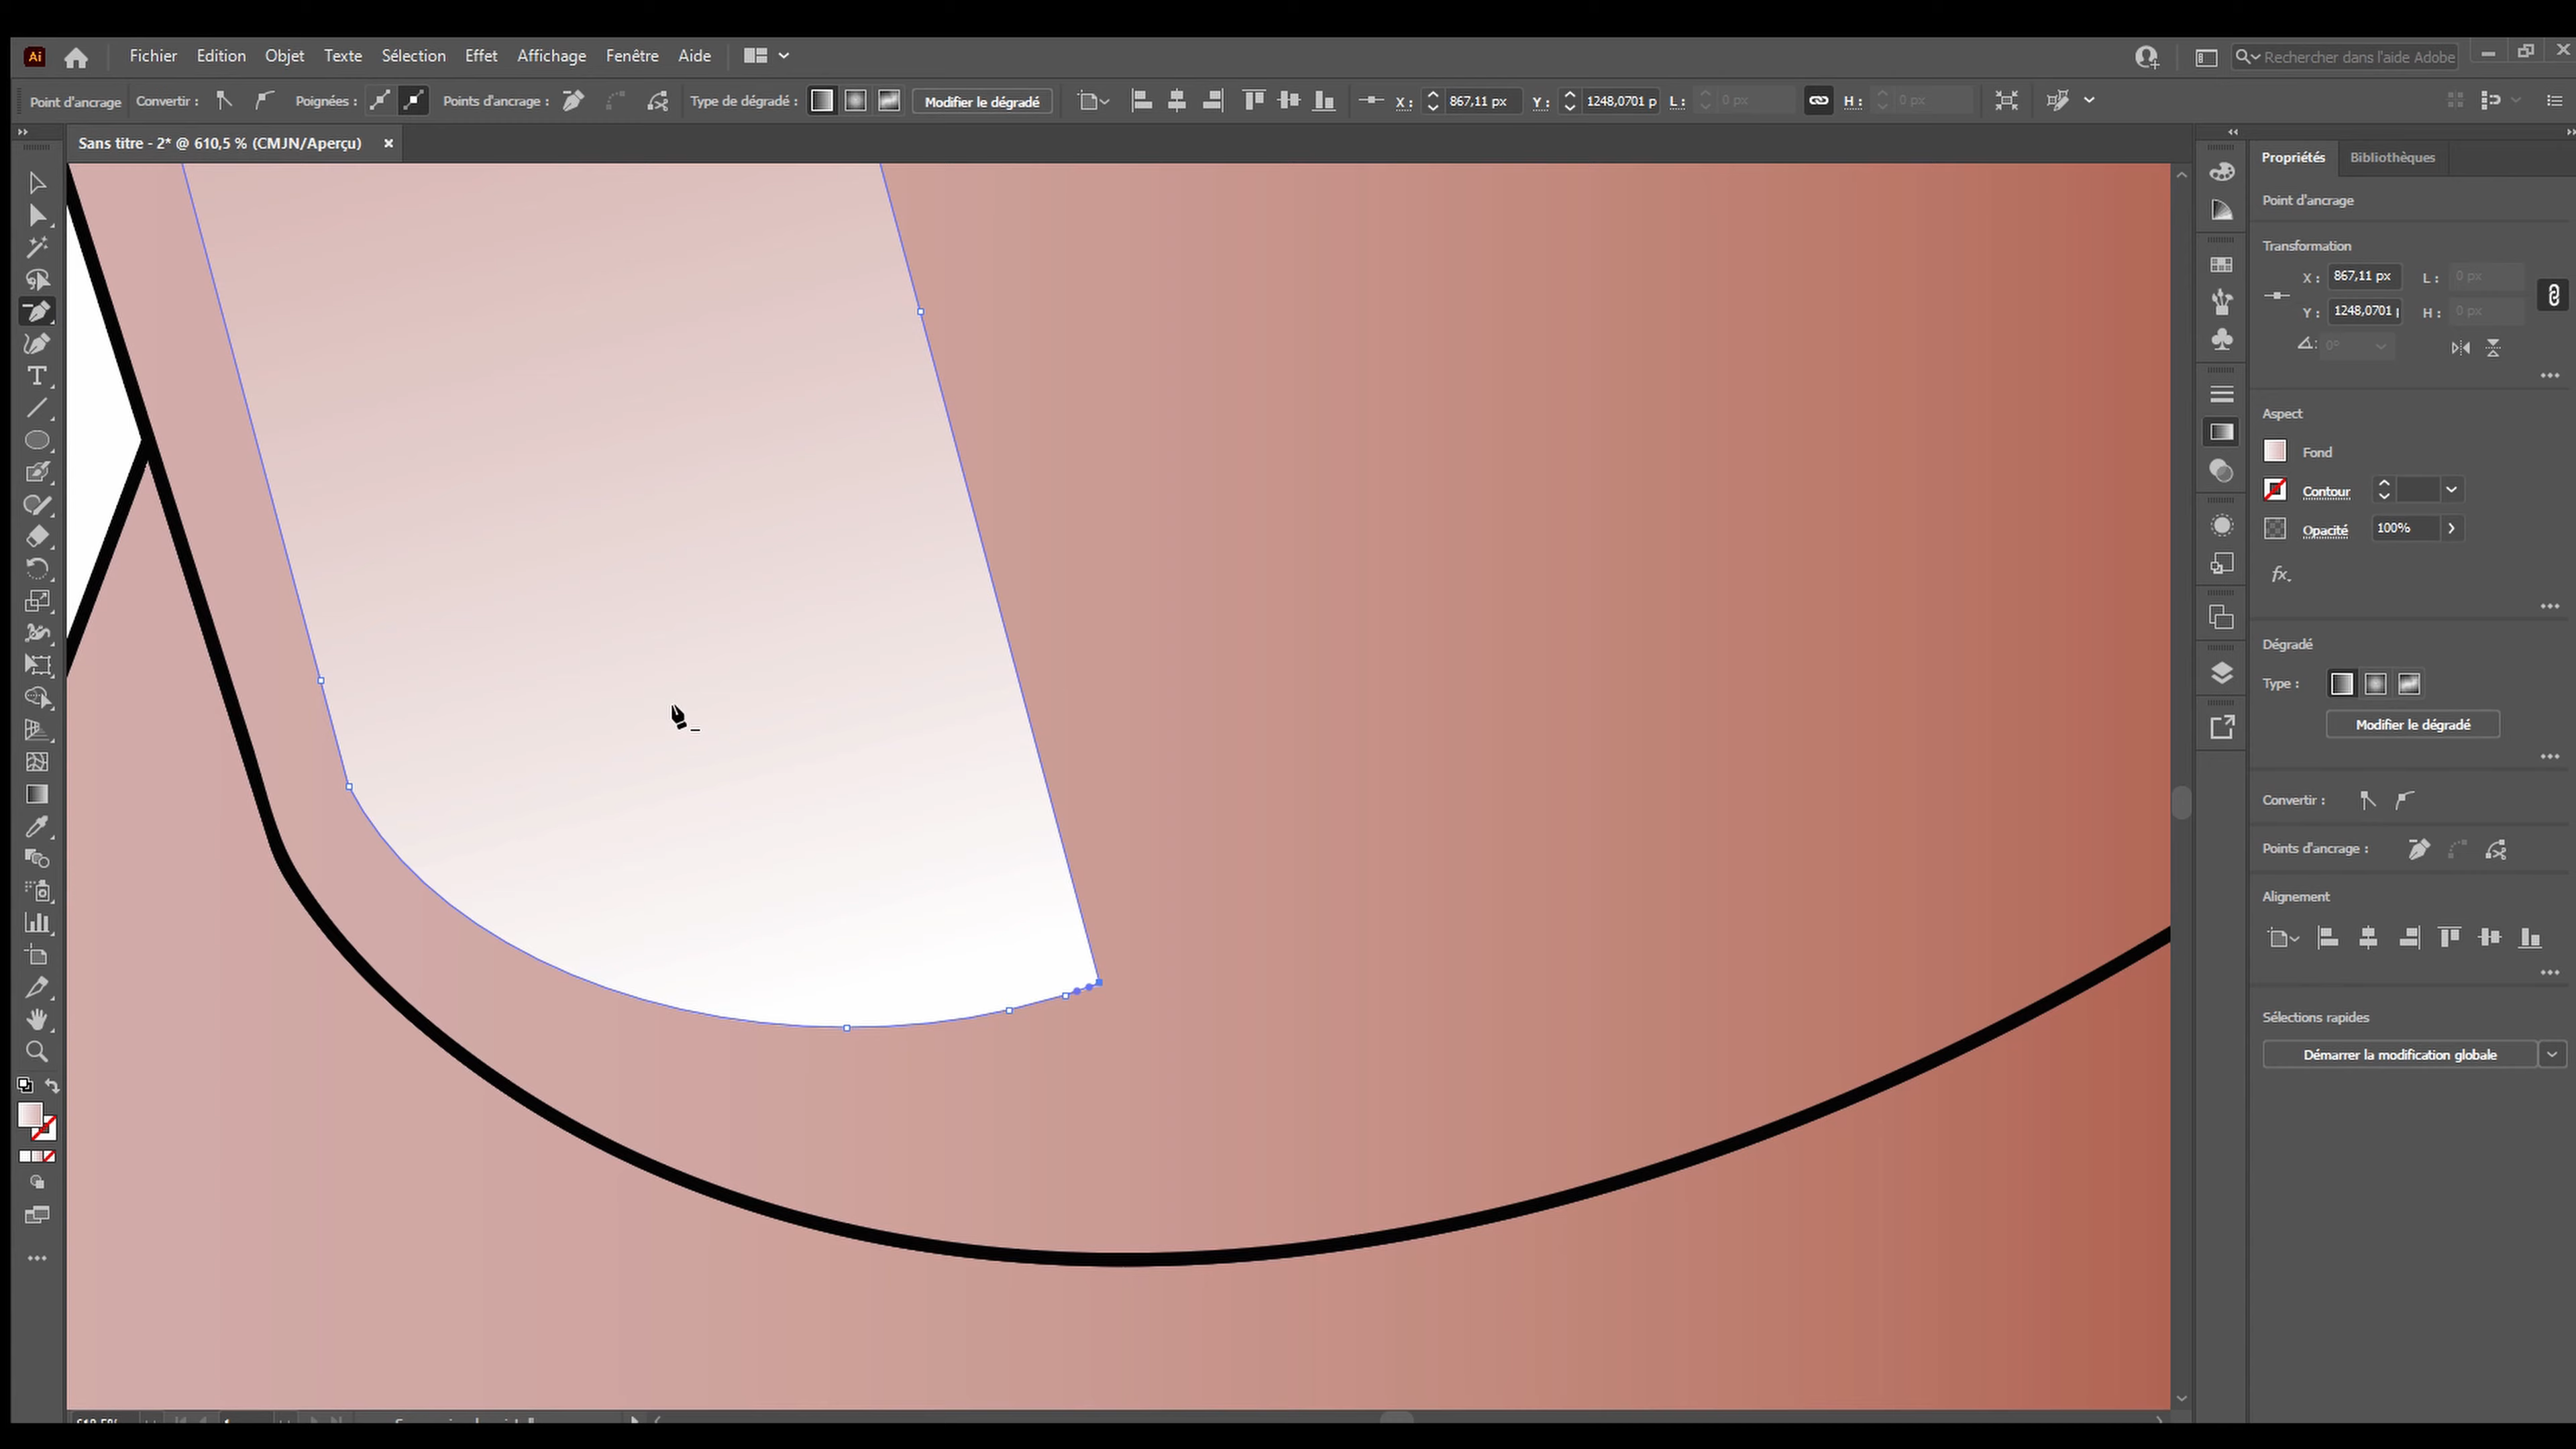 Ai Fichier Edition Objet Texte Sélection Effet Affichage Fenêtre Aide Rechercher dans l'aide Adobe
Point d'ancrage Convertir : Poignées : Points d'ancrage : Type de dégradé : Modifier le dégradé X : 867,11 px Y : 1248,0701 p L : 0 px H : 0 px
Sans titre - 2* @ 610,5 % (CMJN/Aperçu) ×
Propriétés Bibliothèques
Point d'ancrage
Transformation
X : 867,11 px L : 0 px
Y : 1248,0701 H : 0 px
0°
Aspect
Fond
Contour
Opacité 100%
fx.
Dégradé
Type :
Modifier le dégradé
Convertir :
Points d'ancrage :
Alignement
Sélections rapides
Démarrer la modification globale